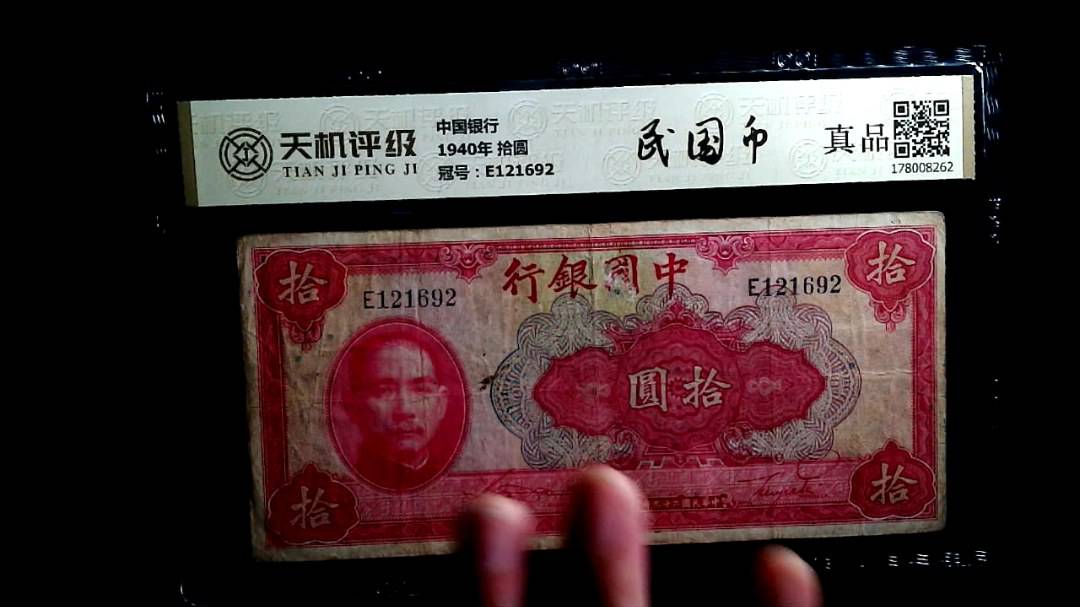 天机评级
TIAN JI PING JI
中国银行
1940年 拾圆
冠号：E121692
民国币
真品
178008262
行銀國中
拾
拾
E121692
E121692
圓拾
拾
拾